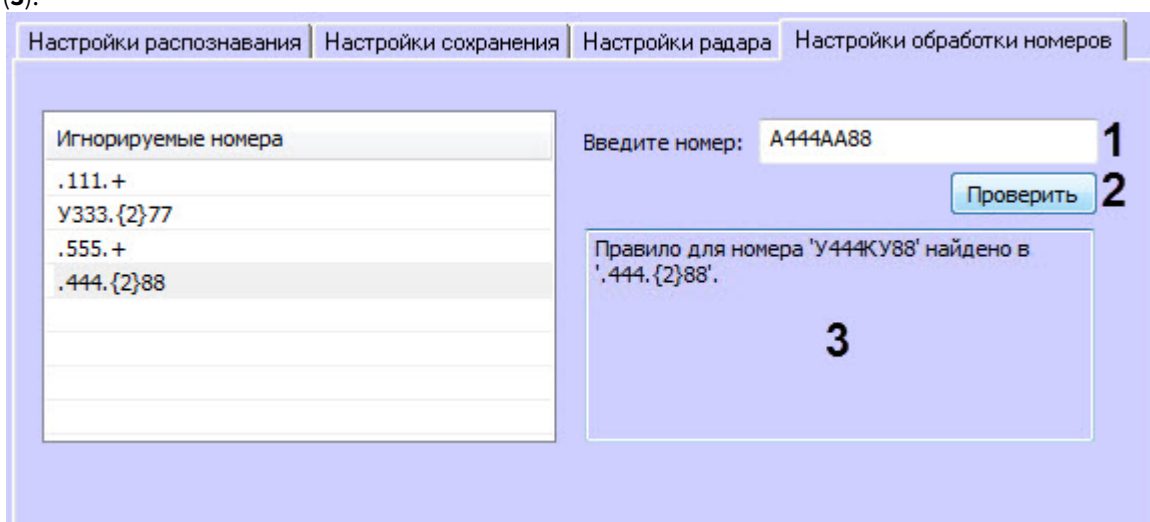 (3).
Настройки распознавания Настройки сохранения Настройки радара Настройки обработки номеров
Игнорируемые номера
.111.+
У333.{2}77
.555.+
.444.{2}88
Введите номер: А444АА88 1
Проверить 2
Правило для номера 'У444КУ88' найдено в
'.444.{2}88'.
3